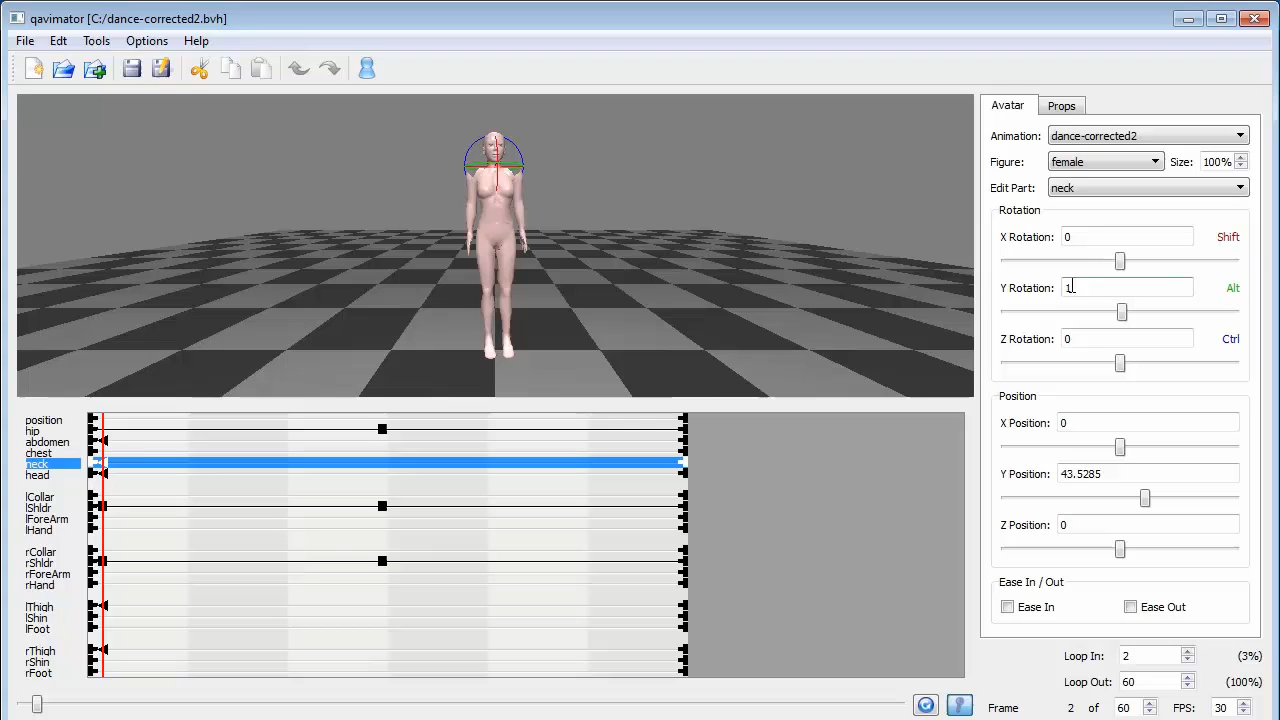 qavimator [C:/dance-corrected2.bvh]
File Edit Tools Options Help
Avatar Props
Animation: dance-corrected2
Figure: female Size: 100%
Edit Part: neck
Rotation
X Rotation: 0 Shift
Y Rotation: 1 Alt
Z Rotation: 0 Ctrl
Position
X Position: 0
Y Position: 43.5285
Z Position: 0
Ease In / Out
Ease In Ease Out
position
hip
abdomen
chest
neck
head
lCollar
lShldr
lForeArm
lHand
rCollar
rShldr
rForeArm
rHand
lThigh
lShin
lFoot
rThigh
rShin
rFoot
Loop In: 2 (3%)
Loop Out: 60 (100%)
Frame 2 of 60 FPS: 30